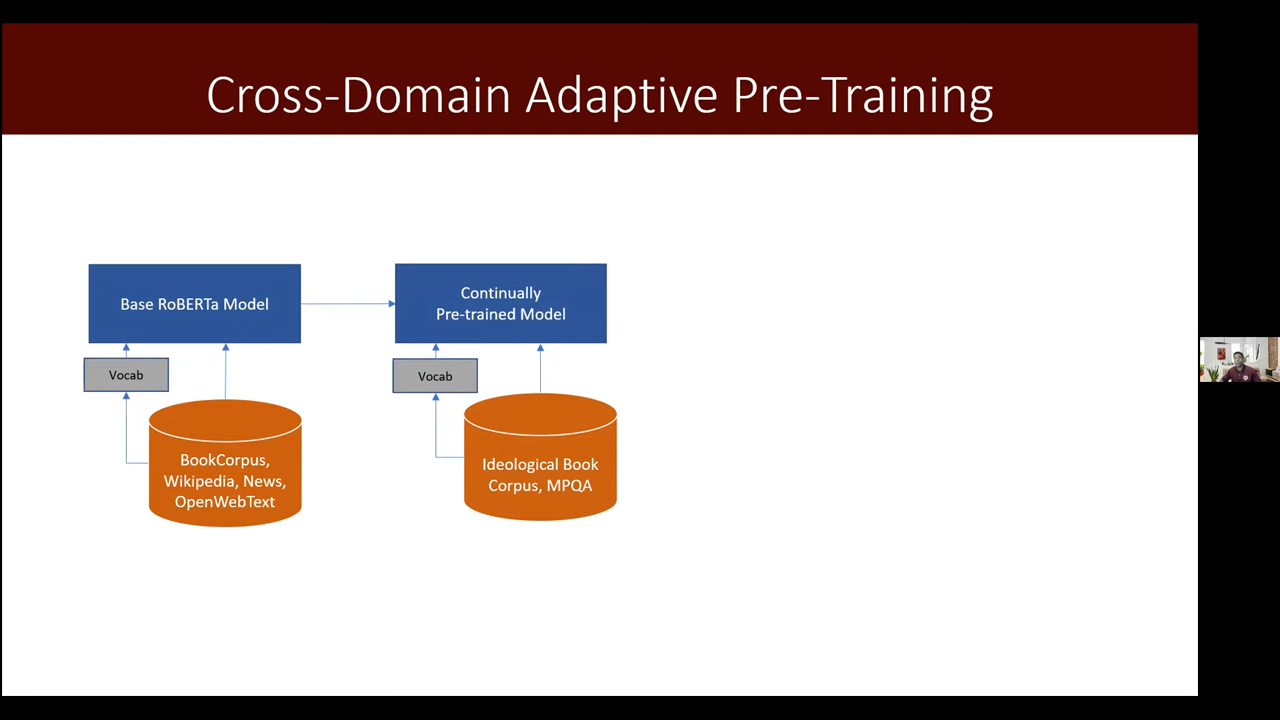 Cross-Domain Adaptive Pre-Training
Base RoBERTa Model
Continually
Pre-trained Model
Vocab
Vocab
BookCorpus,
Wikipedia, News,
OpenWebText
Ideological Book
Corpus, MPQA